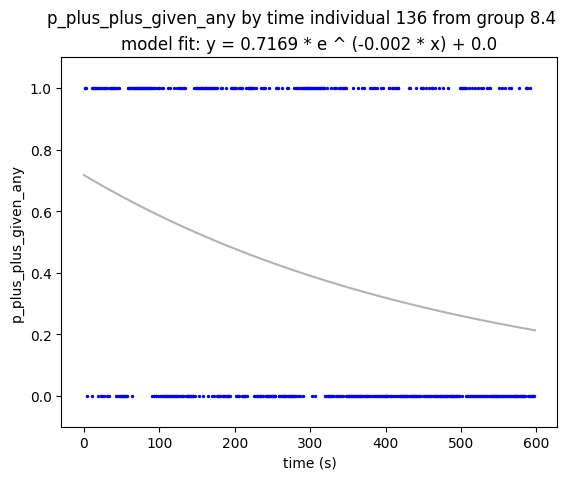 p_plus_plus_given_any by time individual 136 from group 8.4
model fit: y = 0.7169 * e ^ (-0.002 * x) + 0.0
1.0
0.8
0.6
0.4
0.2
0.0
p_plus_plus_given_any
0 100 200 300 400 500 600
time (s)